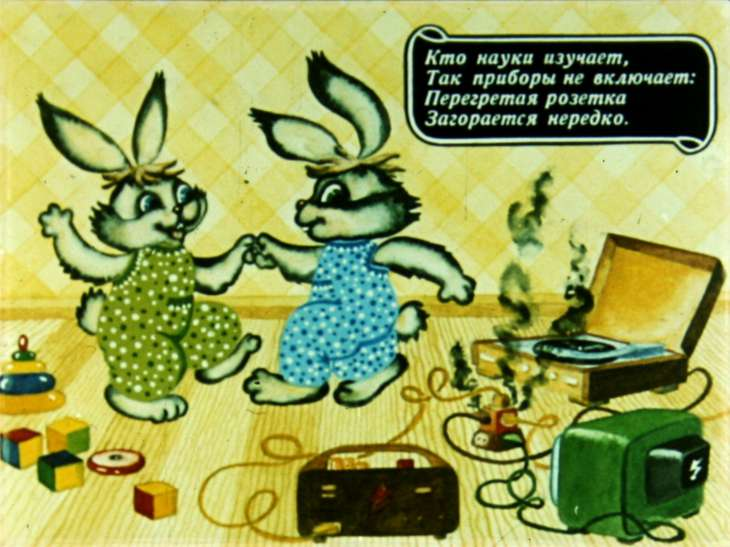 Кто науки изучает,
Так приборы не включает:
Перегретая розетка
Загорается нередко.